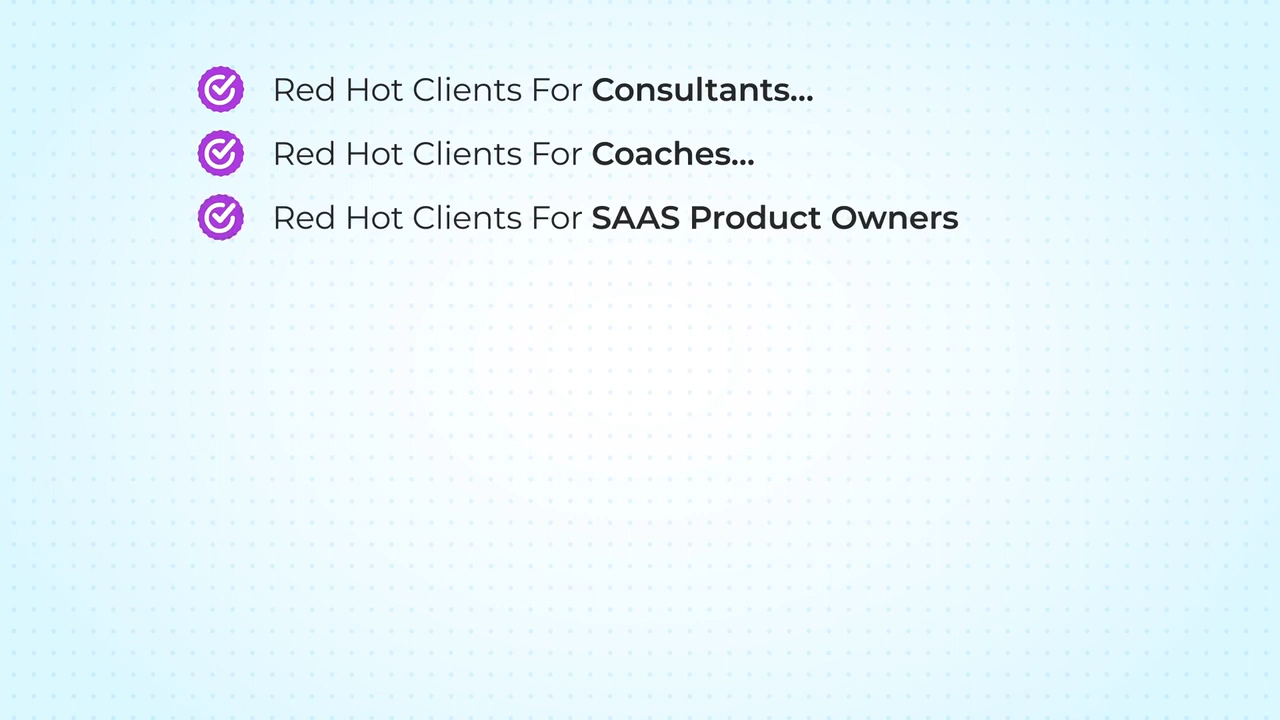 Red Hot Clients For Consultants...
Red Hot Clients For Coaches...
Red Hot Clients For SAAS Product Owners